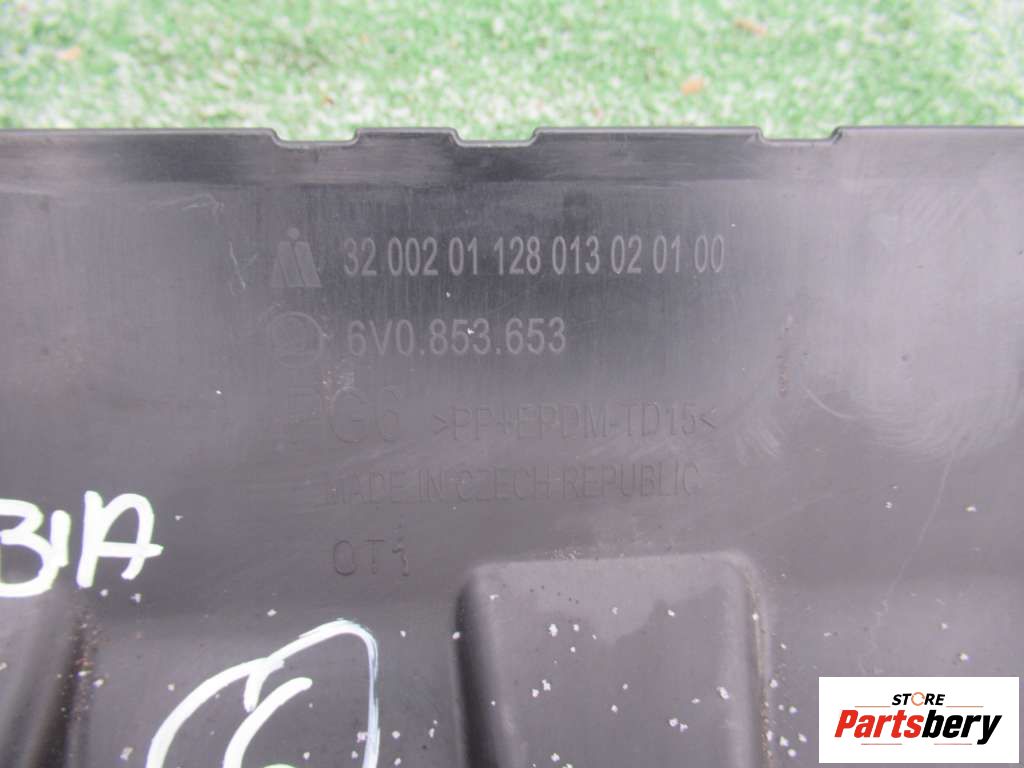 32 002 01 128 013 02 01 00
6V0.853.653
PG6 >PP+EPDM-TD15<
MADE IN CZECH REPUBLIC
BIA
OT1
STORE
Partsbery